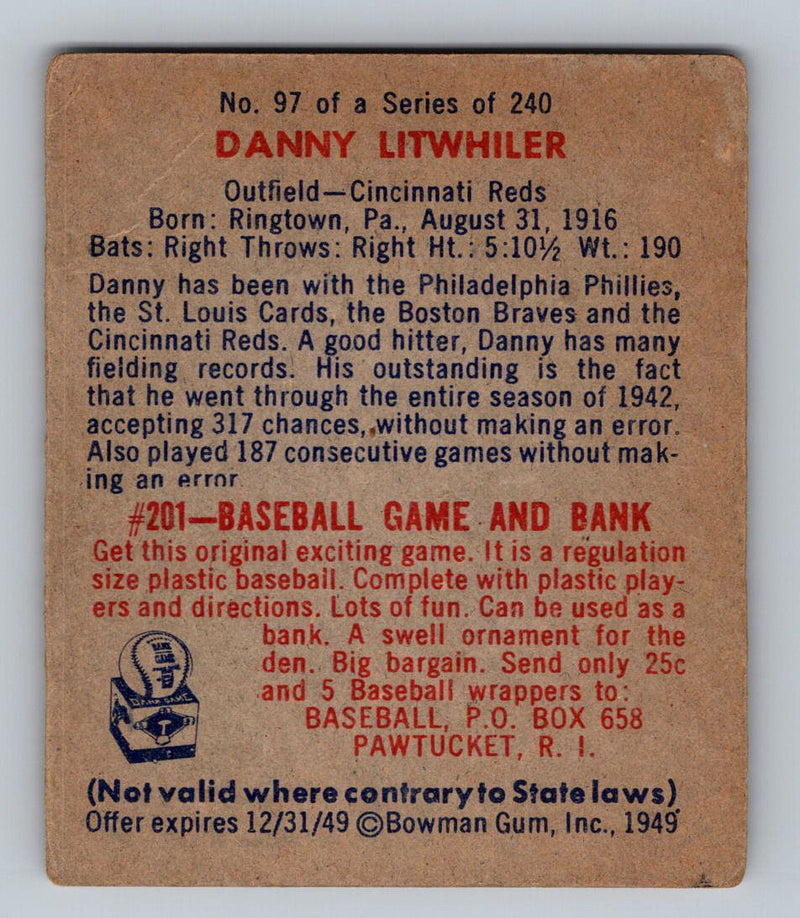 No. 97 of a Series of 240
DANNY LITWHILER
Outfield—Cincinnati Reds
Born: Ringtown, Pa., August 31, 1916
Bats: Right Throws: Right Ht.: 5:10½ Wt.: 190
Danny has been with the Philadelphia Phillies,
the St. Louis Cards, the Boston Braves and the
Cincinnati Reds. A good hitter, Danny has many
fielding records. His outstanding is the fact
that he went through the entire season of 1942,
accepting 317 chances, without making an error.
Also played 187 consecutive games without mak-
ing an error
#201—BASEBALL GAME AND BANK
Get this original exciting game. It is a regulation
size plastic baseball. Complete with plastic play-
ers and directions. Lots of fun. Can be used as a
bank. A swell ornament for the
den. Big bargain. Send only 25c
and 5 Baseball wrappers to:
BASEBALL, P.O. BOX 658
PAWTUCKET, R. I.
BANK
GAME
BANK GAME
(Not valid where contrary to State laws)
Offer expires 12/31/49 ©Bowman Gum, Inc., 1949